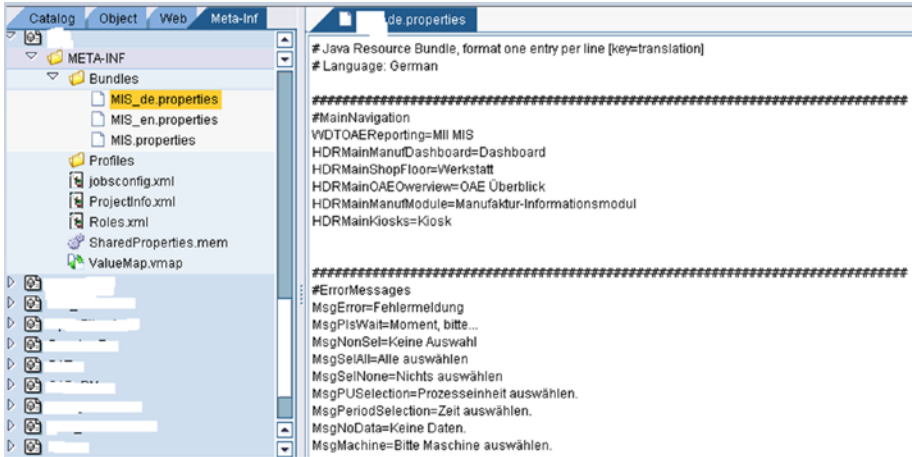 Catalog Object Web Meta-Inf
META-INF
Bundles
MIS_de.properties
MIS_en.properties
MIS.properties
Profiles
jobsconfig.xml
ProjectInfo.xml
Roles.xml
SharedProperties.mem
ValueMap.vmap
de.properties
# Java Resource Bundle, format one entry per line [key=translation]
# Language: German
#MainNavigation
WDTOAEReporting=MII MIS
HDRMainManufDashboard=Dashboard
HDRMainShopFloor=Werkstatt
HDRMainOAEOwerview=OAE Überblick
HDRMainManufModule=Manufaktur-Informationsmodul
HDRMainKiosks=Kiosk
#ErrorMessages
MsgError=Fehlermeldung
MsgPlsWait=Moment, bitte...
MsgNonSel=Keine Auswahl
MsgSelAll=Alle auswählen
MsgSelNone=Nichts auswählen
MsgPUSelection=Prozesseinheit auswählen.
MsgPeriodSelection=Zeit auswählen.
MsgNoData=Keine Daten.
MsgMachine=Bitte Maschine auswählen.